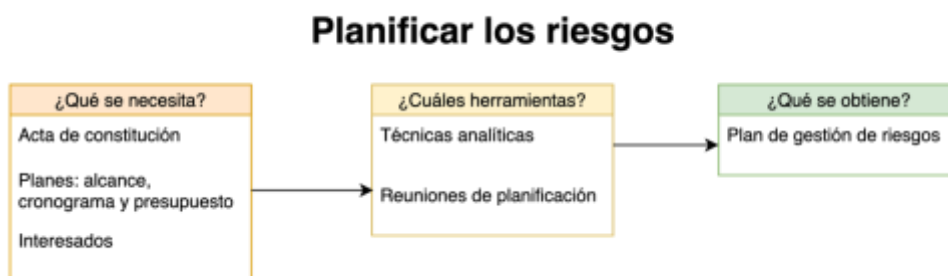 Planificar los riesgos
¿Qué se necesita?
Acta de constitución
Planes: alcance,
cronograma y presupuesto
Interesados
¿Cuáles herramientas?
Técnicas analíticas
Reuniones de planificación
¿Qué se obtiene?
Plan de gestión de riesgos